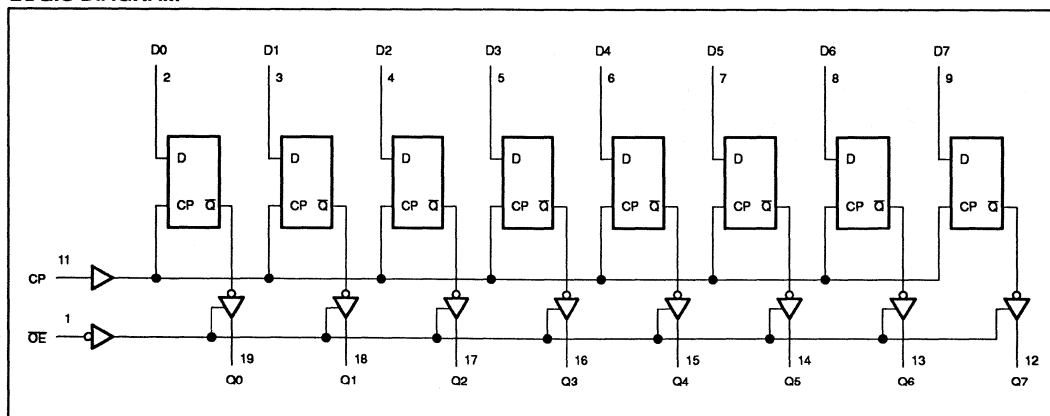 LOGIC DIAGRAM
D0 D1 D2 D3 D4 D5 D6 D7
2 3 4 5 6 7 8 9
D D D D D D D D
CP Q̅ CP Q̅ CP Q̅ CP Q̅ CP Q̅ CP Q̅ CP Q̅ CP Q̅
11
CP
1
O̅E̅
19 18 17 16 15 14 13 12
Q0 Q1 Q2 Q3 Q4 Q5 Q6 Q7